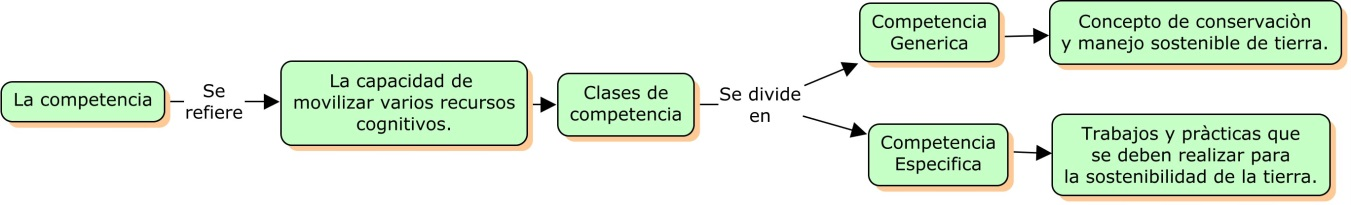 La competencia
Se
refiere
La capacidad de
movilizar varios recursos
cognitivos.
Clases de
competencia
Se divide
en
Competencia
Generica
Concepto de conservaciòn
y manejo sostenible de tierra.
Competencia
Especifica
Trabajos y pràcticas que
se deben realizar para
la sostenibilidad de la tierra.